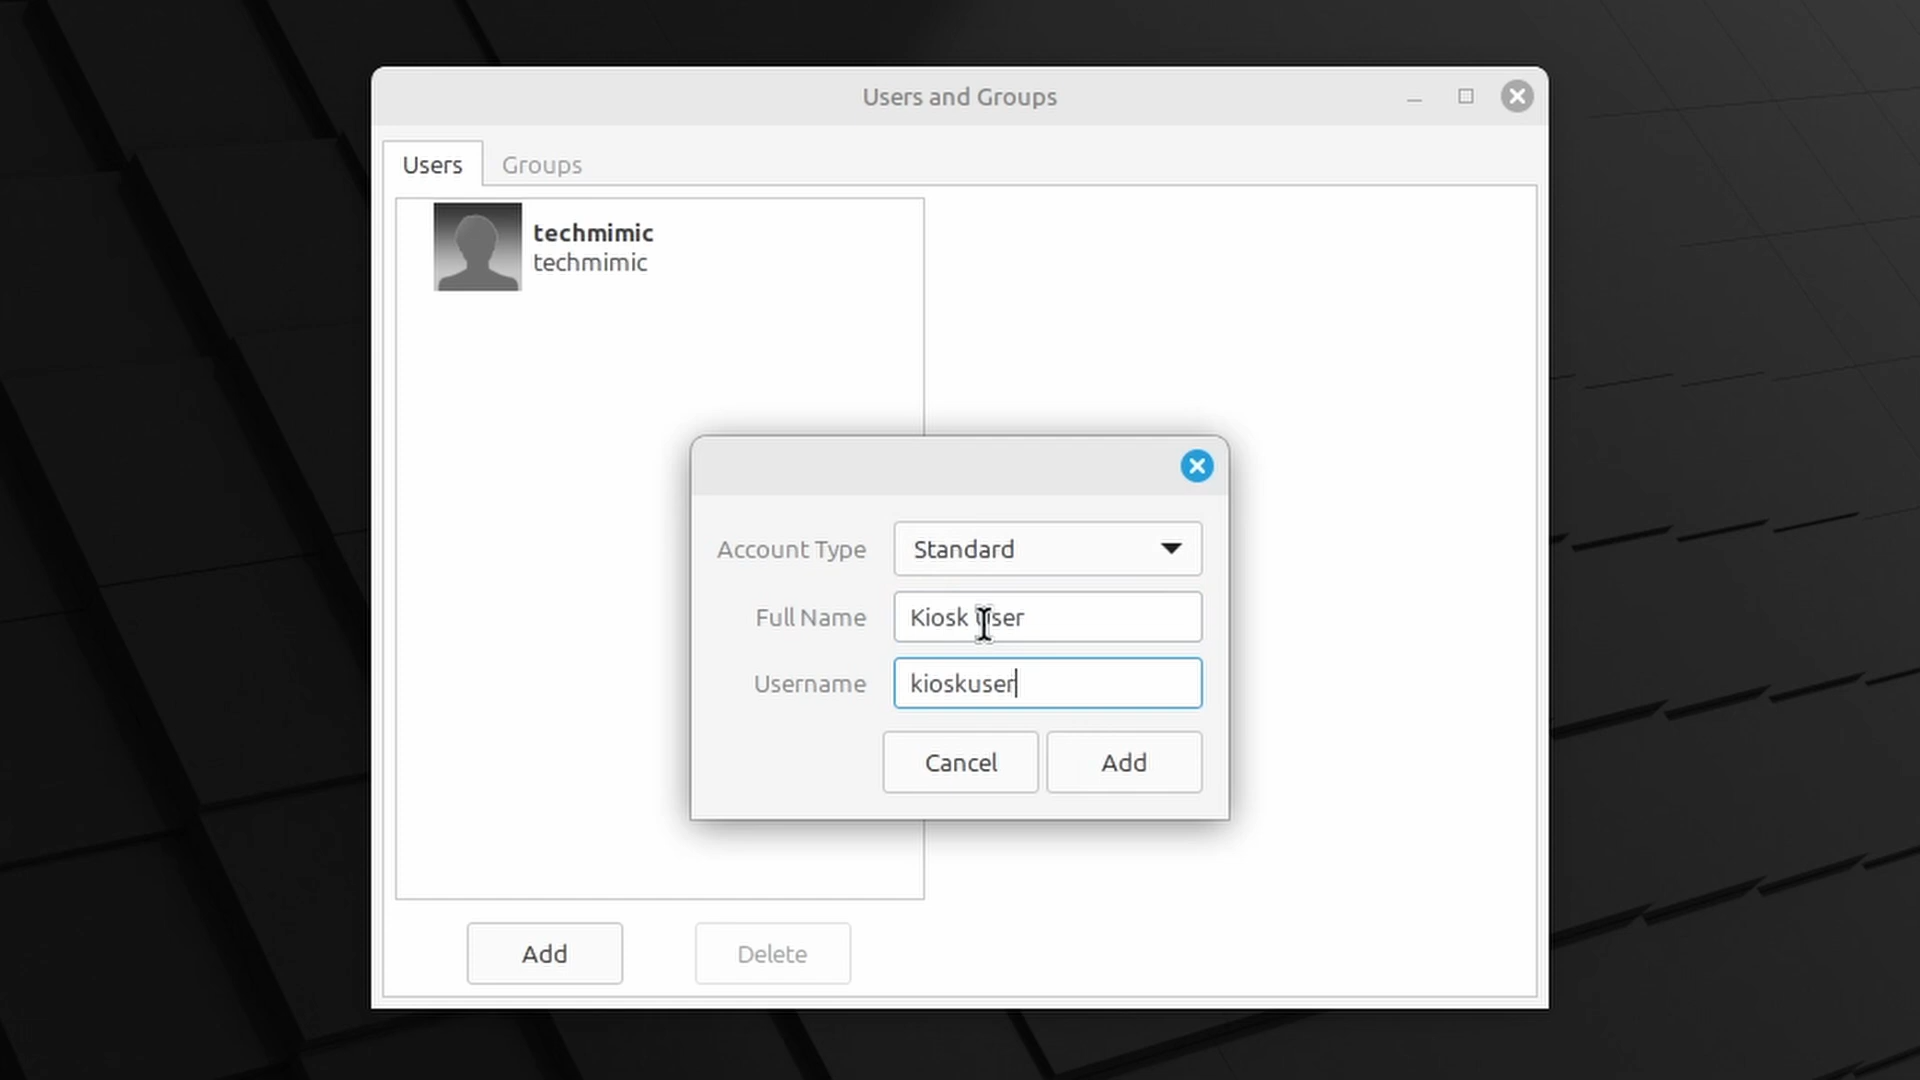 Users and Groups
Users
Groups
techmimic
techmimic
Account Type
Standard
Full Name
Kiosk user
Username
kioskuser
Cancel
Add
Add
Delete